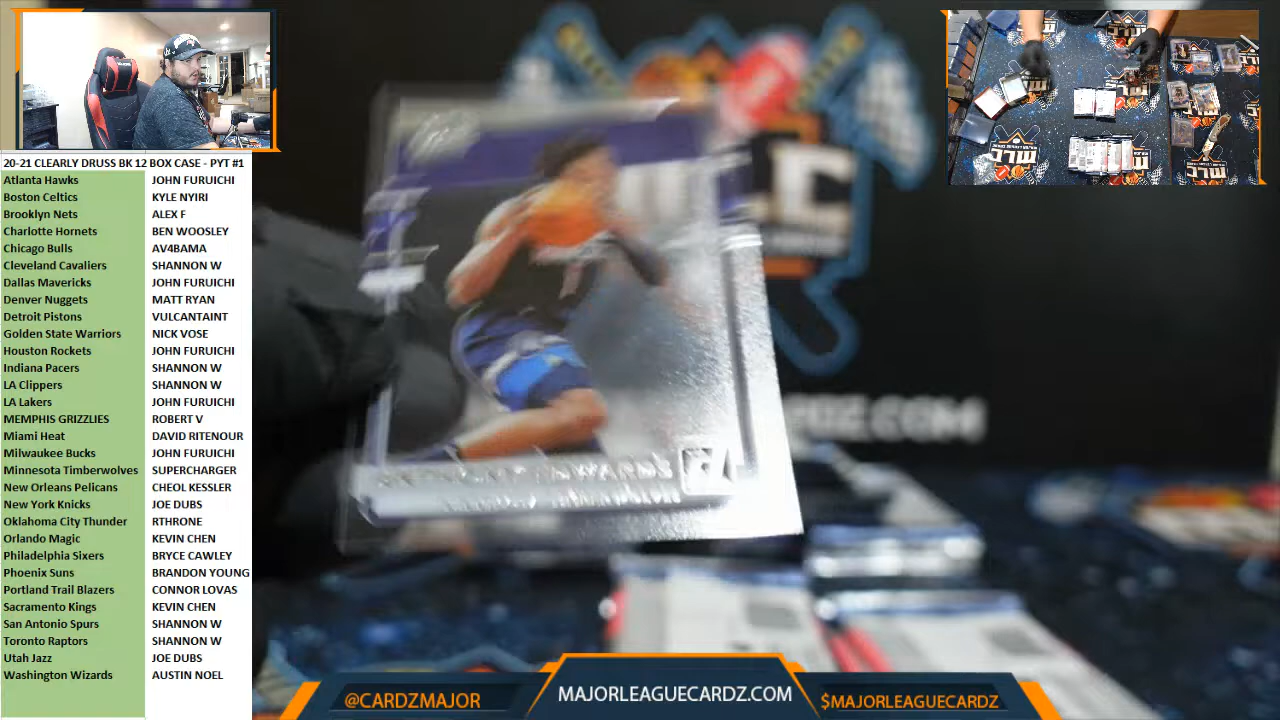 20-21 CLEARLY DRUSS BK 12 BOX CASE - PYT #1
Atlanta Hawks JOHN FURUICHI
Boston Celtics KYLE NYIRI
Brooklyn Nets ALEX F
Charlotte Hornets BEN WOOSLEY
Chicago Bulls AV4BAMA
Cleveland Cavaliers SHANNON W
Dallas Mavericks JOHN FURUICHI
Denver Nuggets MATT RYAN
Detroit Pistons VULCANTAINT
Golden State Warriors NICK VOSE
Houston Rockets JOHN FURUICHI
Indiana Pacers SHANNON W
LA Clippers SHANNON W
LA Lakers JOHN FURUICHI
MEMPHIS GRIZZLIES ROBERT V
Miami Heat DAVID RITENOUR
Milwaukee Bucks JOHN FURUICHI
Minnesota Timberwolves SUPERCHARGER
New Orleans Pelicans CHEOL KESSLER
New York Knicks JOE DUBS
Oklahoma City Thunder RTHRONE
Orlando Magic KEVIN CHEN
Philadelphia Sixers BRYCE CAWLEY
Phoenix Suns BRANDON YOUNG
Portland Trail Blazers CONNOR LOVAS
Sacramento Kings KEVIN CHEN
San Antonio Spurs SHANNON W
Toronto Raptors SHANNON W
Utah Jazz JOE DUBS
Washington Wizards AUSTIN NOEL
MLC
@CARDZMAJOR
MAJORLEAGUECARDZ.COM
$MAJORLEAGUECARDZ